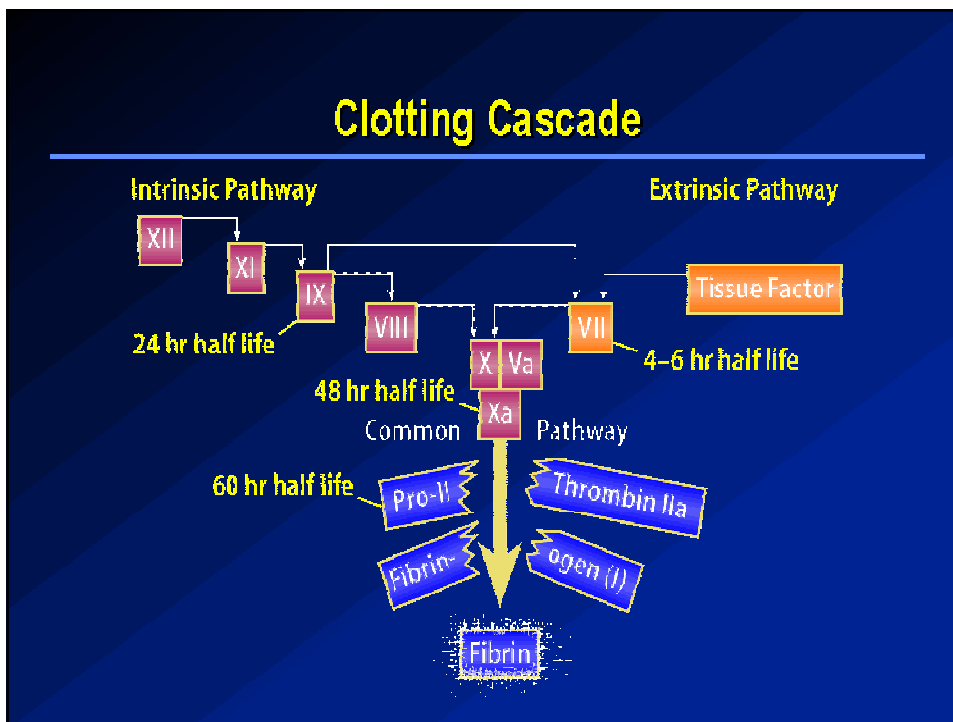 Clotting Cascade
Intrinsic Pathway
Extrinsic Pathway
XII
XI
IX
Tissue Factor
VIII
VII
24 hr half life
X Va
4–6 hr half life
48 hr half life
Xa
Common Pathway
60 hr half life
Pro-II
Thrombin IIa
Fibrin-
ogen (I)
Fibrin